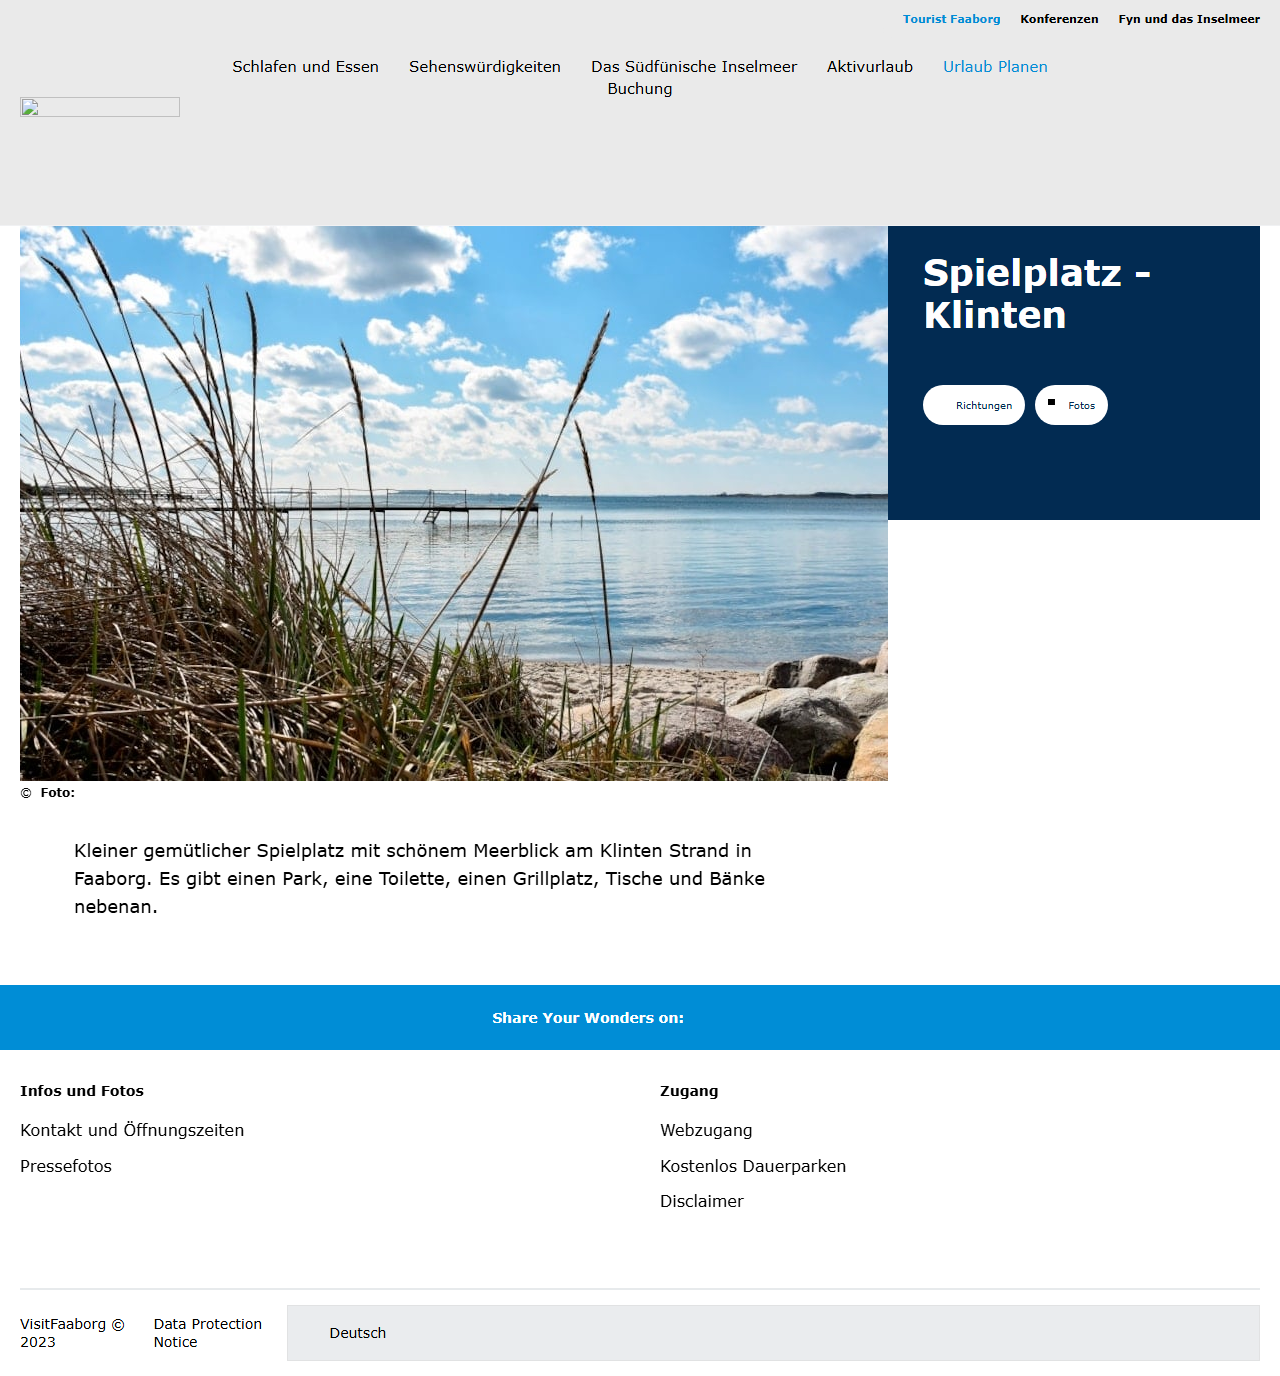 Tourist Faaborg Konferenzen Fyn und das Inselmeer
Schlafen und Essen Sehenswürdigkeiten Das Südfünische Inselmeer Aktivurlaub Urlaub Planen
Buchung
Spielplatz -
Klinten
Richtungen Fotos
© Foto:
Kleiner gemütlicher Spielplatz mit schönem Meerblick am Klinten Strand in
Faaborg. Es gibt einen Park, eine Toilette, einen Grillplatz, Tische und Bänke
nebenan.
Share Your Wonders on:
Infos und Fotos
Kontakt und Öffnungszeiten
Pressefotos
Zugang
Webzugang
Kostenlos Dauerparken
Disclaimer
VisitFaaborg ©
2023
Data Protection
Notice
Deutsch